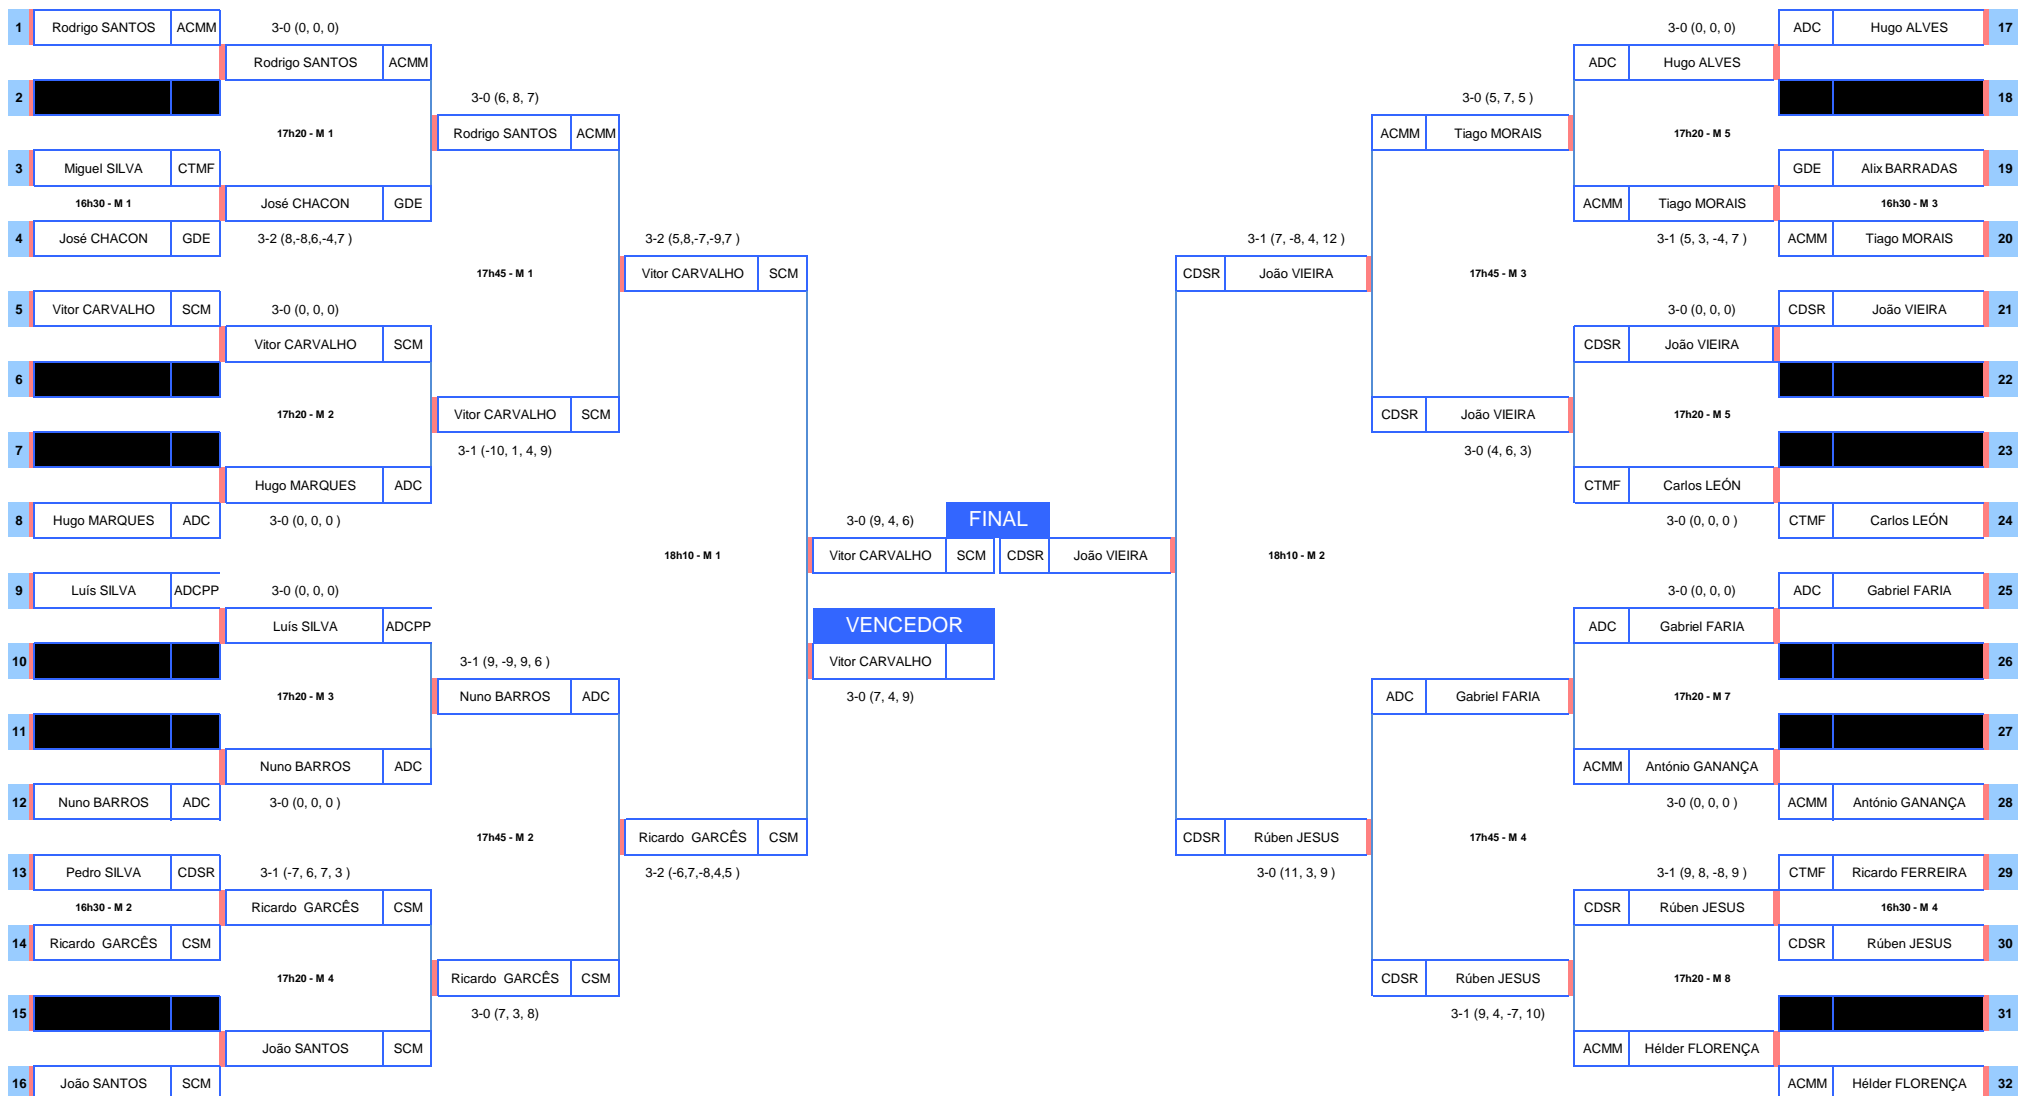 1 Rodrigo SANTOS ACMM 3-0 (0, 0, 0) 3-0 (0, 0, 0) ADC Hugo ALVES 17
Rodrigo SANTOS ACMM ADC Hugo ALVES
2 3-0 (6, 8, 7) 3-0 (5, 7, 5 ) 18
17h20 - M 1 Rodrigo SANTOS ACMM ACMM Tiago MORAIS 17h20 - M 5
3 Miguel SILVA CTMF GDE Alix BARRADAS 19
16h30 - M 1 José CHACON GDE ACMM Tiago MORAIS 16h30 - M 3
4 José CHACON GDE 3-2 (8,-8,6,-4,7 ) 3-2 (5,8,-7,-9,7 ) 3-1 (7, -8, 4, 12 ) 3-1 (5, 3, -4, 7 ) ACMM Tiago MORAIS 20
17h45 - M 1 Vitor CARVALHO SCM CDSR João VIEIRA 17h45 - M 3
5 Vitor CARVALHO SCM 3-0 (0, 0, 0) 3-0 (0, 0, 0) CDSR João VIEIRA 21
Vitor CARVALHO SCM CDSR João VIEIRA
6 22
17h20 - M 2 Vitor CARVALHO SCM CDSR João VIEIRA 17h20 - M 5
7 3-1 (-10, 1, 4, 9) 3-0 (4, 6, 3) 23
Hugo MARQUES ADC CTMF Carlos LEÓN
8 Hugo MARQUES ADC 3-0 (0, 0, 0 ) 3-0 (9, 4, 6) FINAL 3-0 (0, 0, 0 ) CTMF Carlos LEÓN 24
18h10 - M 1 Vitor CARVALHO SCM CDSR João VIEIRA 18h10 - M 2
9 Luís SILVA ADCPP 3-0 (0, 0, 0) 3-0 (0, 0, 0) ADC Gabriel FARIA 25
Luís SILVA ADCPP VENCEDOR ADC Gabriel FARIA
10 3-1 (9, -9, 9, 6 ) Vitor CARVALHO 26
17h20 - M 3 Nuno BARROS ADC 3-0 (7, 4, 9) ADC Gabriel FARIA 17h20 - M 7
11 27
Nuno BARROS ADC ACMM António GANANÇA
12 Nuno BARROS ADC 3-0 (0, 0, 0 ) 3-0 (0, 0, 0 ) ACMM António GANANÇA 28
17h45 - M 2 Ricardo GARCÊS CSM CDSR Rúben JESUS 17h45 - M 4
13 Pedro SILVA CDSR 3-1 (-7, 6, 7, 3 ) 3-2 (-6,7,-8,4,5 ) 3-0 (11, 3, 9 ) 3-1 (9, 8, -8, 9 ) CTMF Ricardo FERREIRA 29
16h30 - M 2 Ricardo GARCÊS CSM CDSR Rúben JESUS 16h30 - M 4
14 Ricardo GARCÊS CSM CDSR Rúben JESUS 30
17h20 - M 4 Ricardo GARCÊS CSM CDSR Rúben JESUS 17h20 - M 8
15 3-0 (7, 3, 8) 3-1 (9, 4, -7, 10) 31
João SANTOS SCM ACMM Hélder FLORENÇA
16 João SANTOS SCM ACMM Hélder FLORENÇA 32